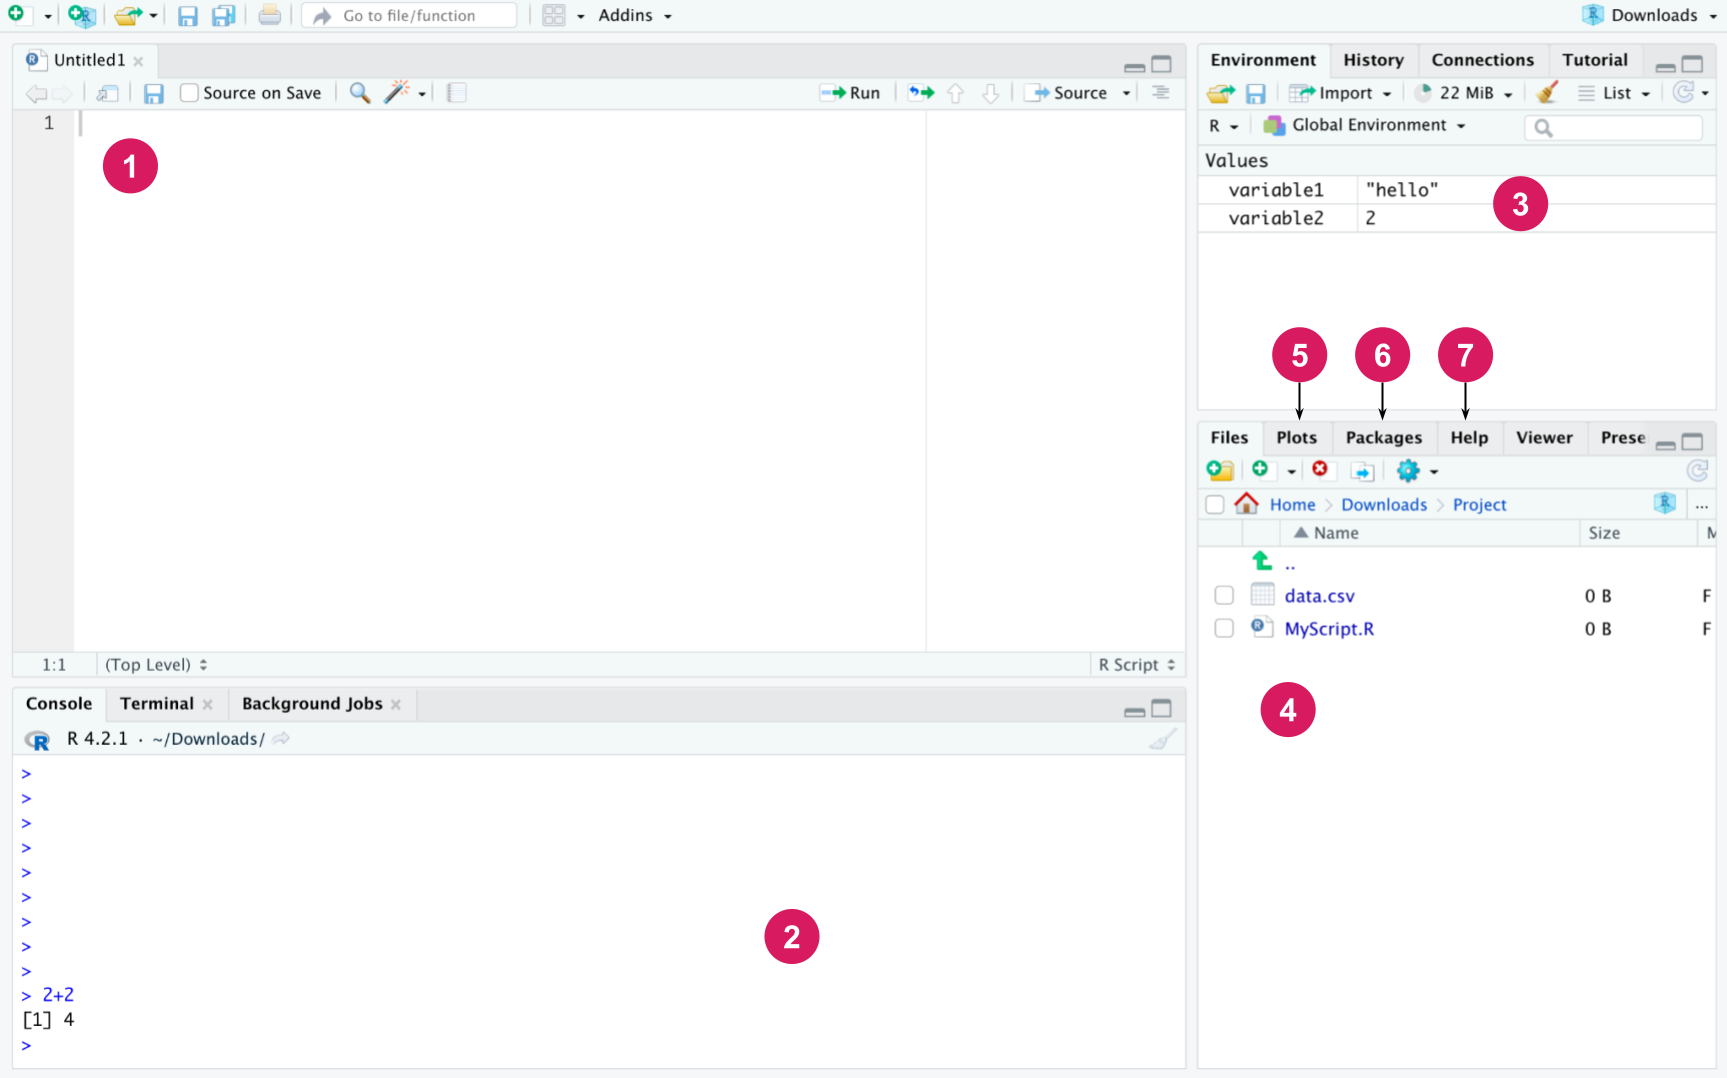 Go to file/function Addins Downloads
Untitled1
Source on Save Run Source
1
1
1:1 (Top Level) R Script
Console Terminal Background Jobs
R 4.2.1 · ~/Downloads/
>
>
>
>
>
>
>
>
>
> 2+2
[1] 4
>
2
Environment History Connections Tutorial
Import 22 MiB List
R Global Environment
Values
variable1 "hello"
variable2 2
3
5 6 7
Files Plots Packages Help Viewer Prese
Home Downloads Project ...
Name Size M
..
data.csv 0 B F
MyScript.R 0 B F
4